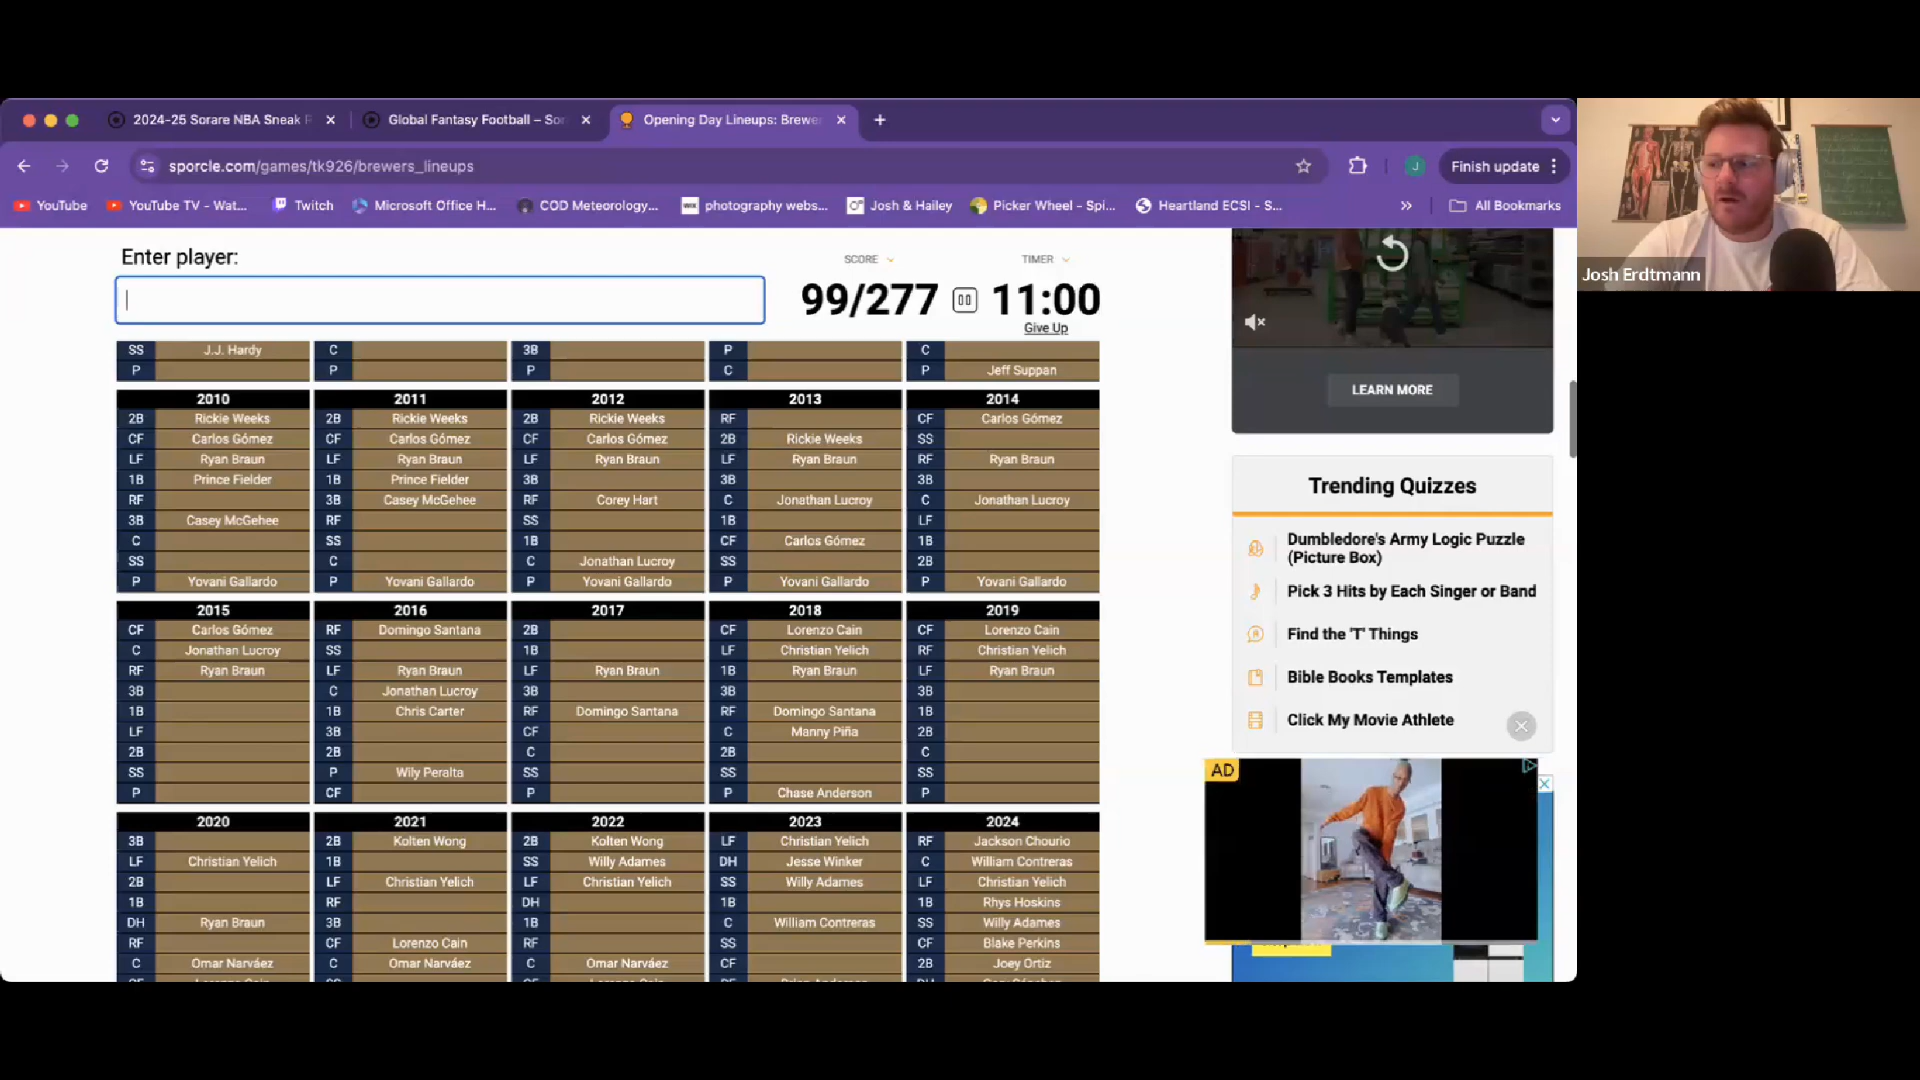 2024-25 Sorare NBA Sneak P
Global Fantasy Football – Sor
Opening Day Lineups: Brewe
sporcle.com/games/tk926/brewers_lineups
Finish update
J
YouTube
YouTube TV - Wat...
Twitch
Microsoft Office H...
COD Meteorology...
photography webs...
Josh & Hailey
Picker Wheel - Spi...
Heartland ECSI - S...
All Bookmarks
Josh Erdtmann
Enter player:
SCORE
TIMER
99/277
11:00
Give Up
SS J.J. Hardy C 3B P C
P P P C P Jeff Suppan
2010 2011 2012 2013 2014
2B Rickie Weeks 2B Rickie Weeks 2B Rickie Weeks RF CF Carlos Gómez
CF Carlos Gómez CF Carlos Gómez CF Carlos Gómez 2B Rickie Weeks SS
LF Ryan Braun LF Ryan Braun LF Ryan Braun LF Ryan Braun RF Ryan Braun
1B Prince Fielder 1B Prince Fielder 3B 3B 3B
RF 3B Casey McGehee RF Corey Hart C Jonathan Lucroy C Jonathan Lucroy
3B Casey McGehee RF SS 1B LF
C SS 1B CF Carlos Gómez 1B
SS C C Jonathan Lucroy SS 2B
P Yovani Gallardo P Yovani Gallardo P Yovani Gallardo P Yovani Gallardo P Yovani Gallardo
2015 2016 2017 2018 2019
CF Carlos Gómez RF Domingo Santana 2B CF Lorenzo Cain CF Lorenzo Cain
C Jonathan Lucroy SS 1B LF Christian Yelich RF Christian Yelich
RF Ryan Braun LF Ryan Braun LF Ryan Braun 1B Ryan Braun LF Ryan Braun
3B C Jonathan Lucroy 3B 3B 3B
1B 1B Chris Carter RF Domingo Santana RF Domingo Santana 1B
LF 3B CF C Manny Piña 2B
2B 2B C 2B C
SS P Wily Peralta SS SS SS
P CF P P Chase Anderson P
2020 2021 2022 2023 2024
3B 2B Kolten Wong 2B Kolten Wong LF Christian Yelich RF Jackson Chourio
LF Christian Yelich 1B SS Willy Adames DH Jesse Winker C William Contreras
2B LF Christian Yelich LF Christian Yelich SS Willy Adames LF Christian Yelich
1B RF DH 1B 1B Rhys Hoskins
DH Ryan Braun 3B 1B C William Contreras SS Willy Adames
RF CF Lorenzo Cain RF SS CF Blake Perkins
C Omar Narváez C Omar Narváez C Omar Narváez CF 2B Joey Ortiz
LEARN MORE
Trending Quizzes
Dumbledore's Army Logic Puzzle
(Picture Box)
Pick 3 Hits by Each Singer or Band
Find the 'T' Things
Bible Books Templates
Click My Movie Athlete
AD